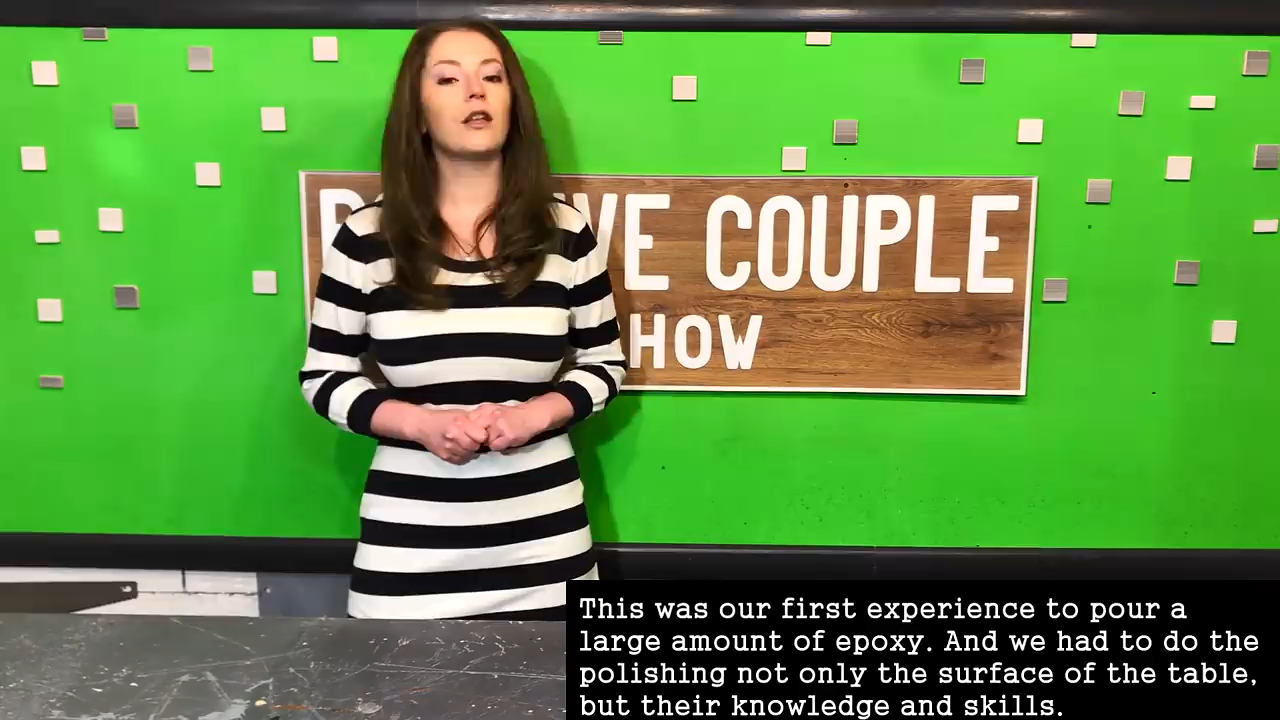 COUPLE
This was our first experience to pour a
large amount of epoxy. And we had to do the
polishing not only the surface of the table,
but their knowledge and skills.